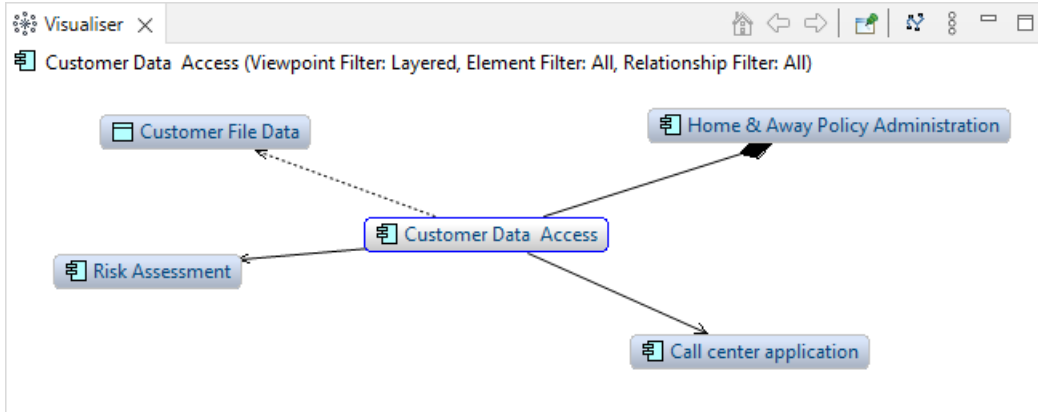 Visualiser
Customer Data  Access (Viewpoint Filter: Layered, Element Filter: All, Relationship Filter: All)
Customer File Data
Home & Away Policy Administration
Customer Data  Access
Risk Assessment
Call center application